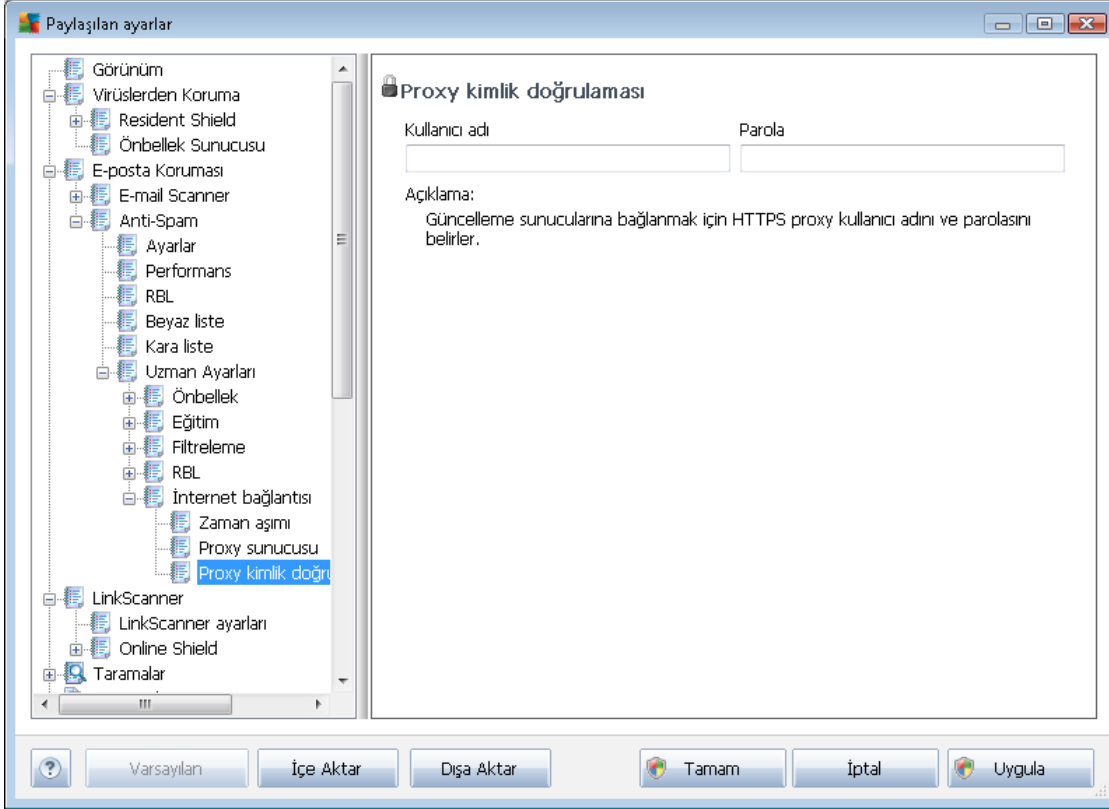 Paylaşılan ayarlar
Görünüm
Virüslerden Koruma
Resident Shield
Önbellek Sunucusu
E-posta Koruması
E-mail Scanner
Anti-Spam
Ayarlar
Performans
RBL
Beyaz liste
Kara liste
Uzman Ayarları
Önbellek
Eğitim
Filtreleme
RBL
İnternet bağlantısı
Zaman aşımı
Proxy sunucusu
Proxy kimlik doğru
LinkScanner
LinkScanner ayarları
Online Shield
Taramalar
Proxy kimlik doğrulaması
Kullanıcı adı Parola
Açıklama:
Güncelleme sunucularına bağlanmak için HTTPS proxy kullanıcı adını ve parolasını
belirler.
? Varsayılan İçe Aktar Dışa Aktar Tamam İptal Uygula